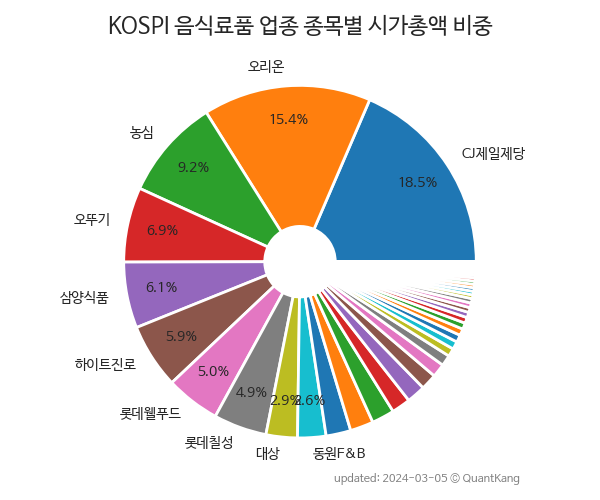 KOSPI 음식료품 업종 종목별 시가총액 비중
오리온
15.4%
농심
9.2%
CJ제일제당
18.5%
오뚜기
6.9%
삼양식품
6.1%
하이트진로
5.9%
롯데웰푸드
5.0%
롯데칠성
4.9%
대상
2.9%
동원F&B
2.6%
updated: 2024-03-05 © QuantKang